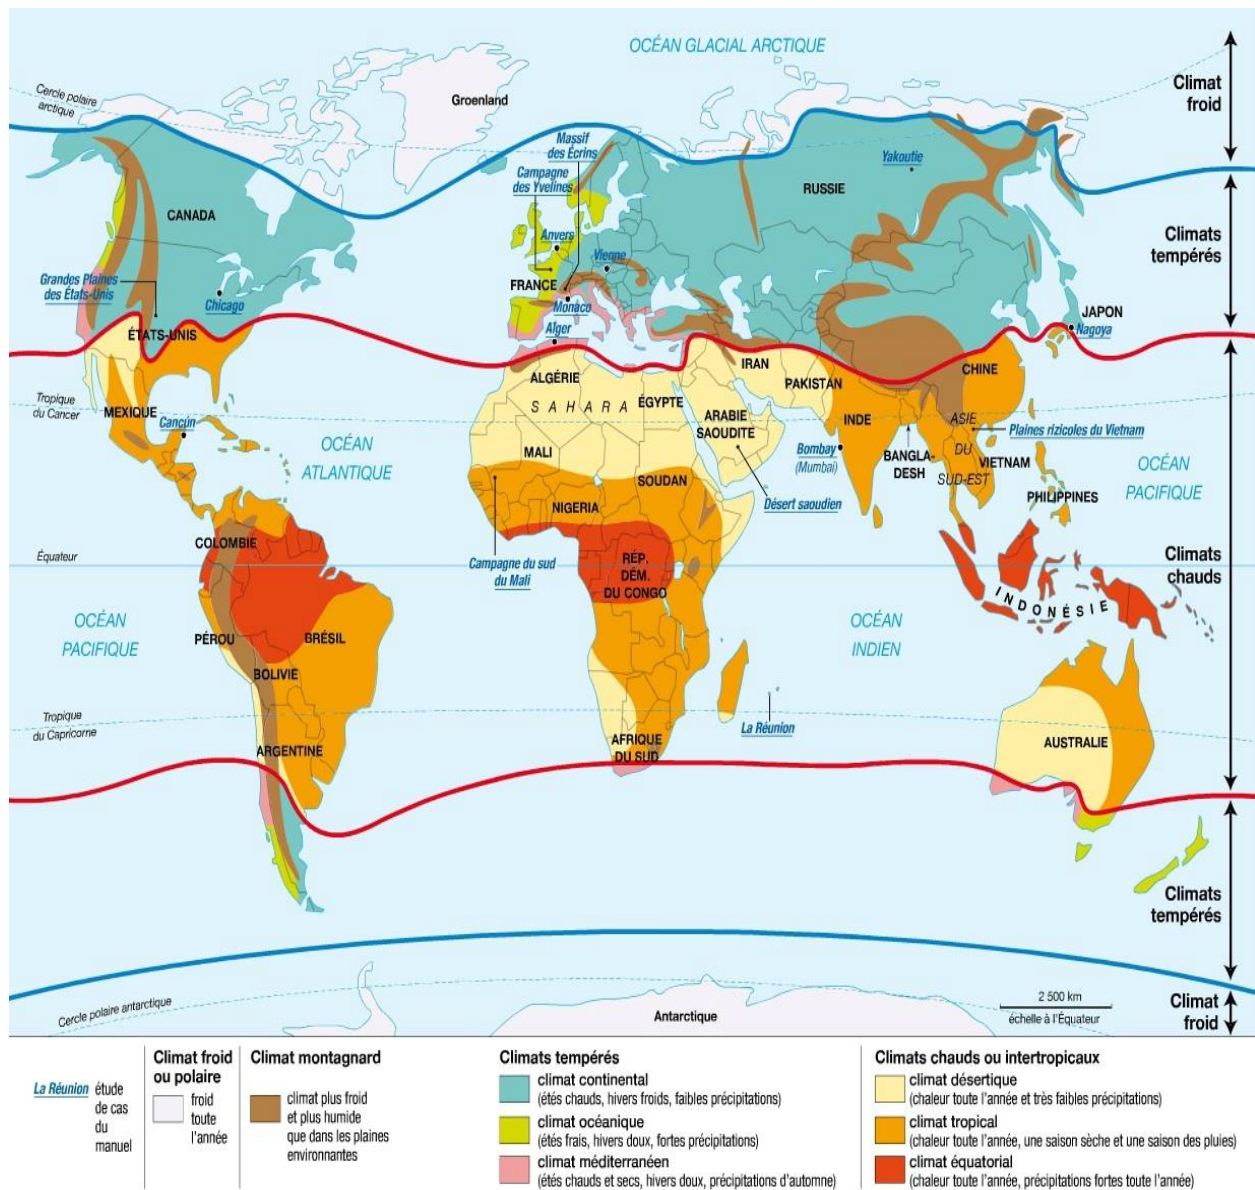 OCÉAN GLACIAL ARCTIQUE
Climat
froid
Cercle polaire
arctique
Groenland
Massif
des Écrins
Campagne
des Yvelines
Yakoutie
RUSSIE
CANADA
Climats
tempérés
Anvers
Vienne
Grandes Plaines
des États-Unis
Chicago
FRANCE
Monaco
JAPON
Nagoya
ÉTATS-UNIS
Alger
IRAN
CHINE
ALGÉRIE
PAKISTAN
Tropique
du Cancer
MEXIQUE
SAHARA
ÉGYPTE
ARABIE
SAOUDITE
INDE
ASIE
DU
SUD-EST
Cancún
Plaines rizicoles du Vietnam
OCÉAN
ATLANTIQUE
MALI
Bombay
(Mumbai)
BANGLA-
DESH
VIETNAM
OCÉAN
PACIFIQUE
SOUDAN
Désert saoudien
PHILIPPINES
NIGERIA
COLOMBIE
Équateur
Campagne du sud
du Mali
RÉP.
DÉM.
DU CONGO
Climats
chauds
INDONÉSIE
OCÉAN
PACIFIQUE
PÉROU
BRÉSIL
OCÉAN
INDIEN
BOLIVIE
Tropique
du Capricorne
La Réunion
ARGENTINE
AFRIQUE
DU SUD
AUSTRALIE
Climats
tempérés
Cercle polaire antarctique
Antarctique
2 500 km
échelle à l'Équateur
Climat
froid
La Réunion étude
de cas
du
manuel
Climat froid
ou polaire
froid
toute
l'année
Climat montagnard
climat plus froid
et plus humide
que dans les plaines
environnantes
Climats tempérés
climat continental
(étés chauds, hivers froids, faibles précipitations)
climat océanique
(étés frais, hivers doux, fortes précipitations)
climat méditerranéen
(étés chauds et secs, hivers doux, précipitations d'automne)
Climats chauds ou intertropicaux
climat désertique
(chaleur toute l'année et très faibles précipitations)
climat tropical
(chaleur toute l'année, une saison sèche et une saison des pluies)
climat équatorial
(chaleur toute l'année, précipitations fortes toute l'année)